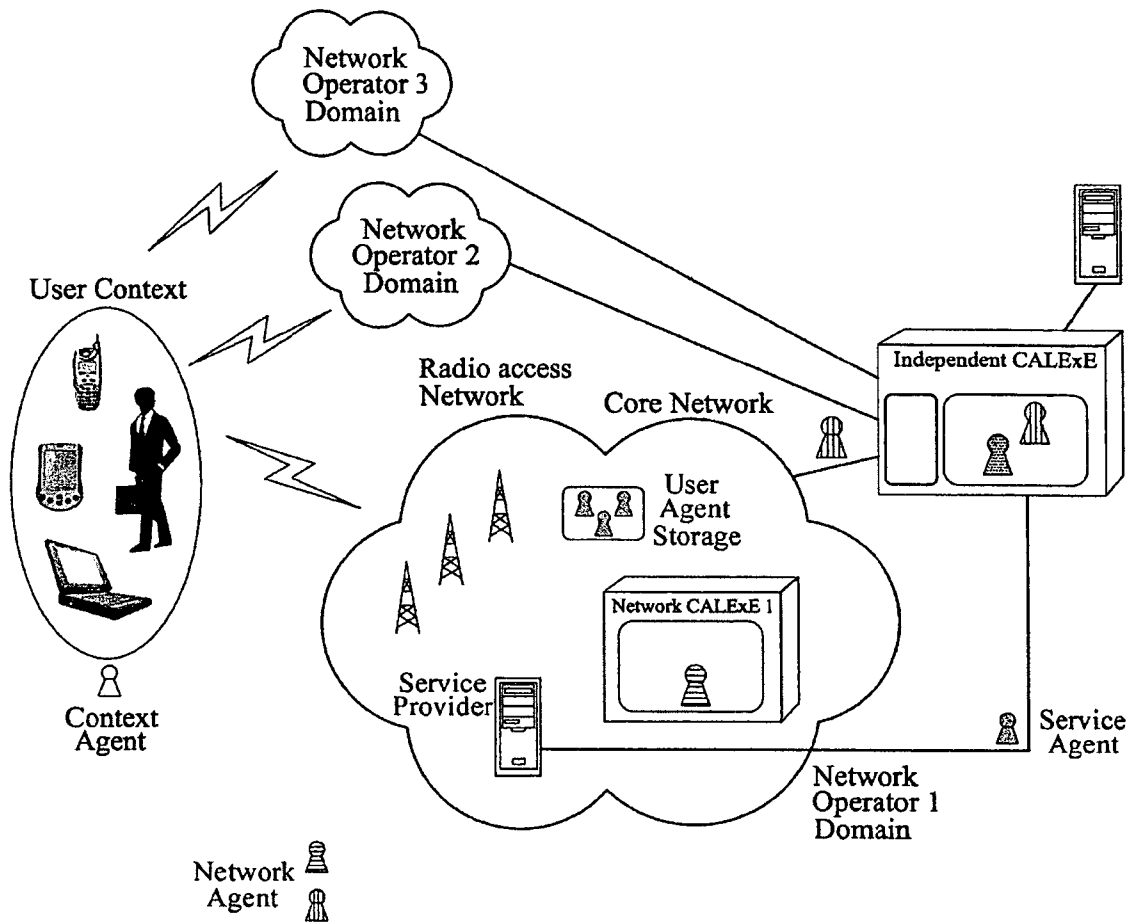 Network
Operator 3
Domain
Network
Operator 2
Domain
User Context
Independent CALExE
Radio access
Network
Core Network
User
Agent
Storage
Network CALExE 1
Service
Provider
Context
Agent
Service
Agent
Network
Operator 1
Domain
Network
Agent